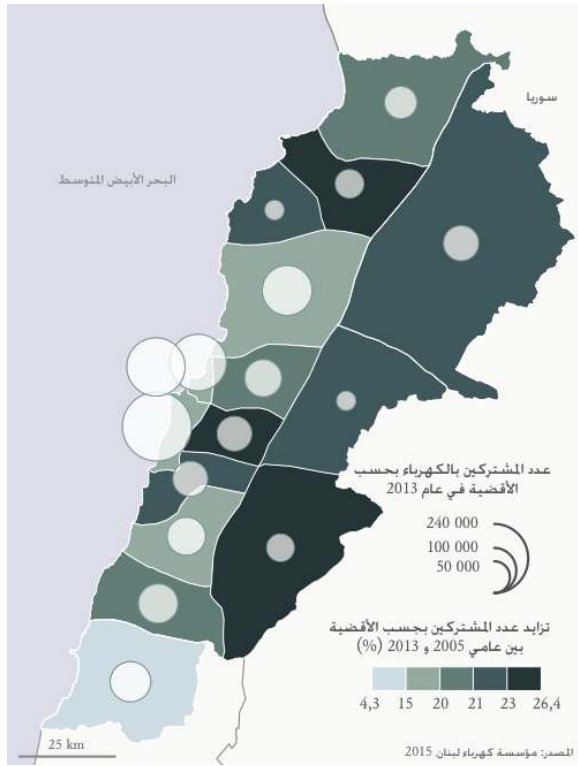 سوريا
البحر الأبيض المتوسط
عدد المشتركين بالكهرباء بحسب
الأقضية في عام 2013
240 000
100 000
50 000
تزايد عدد المشتركين بجسب الأقضية
بين عامي 2005 و 2013 (%)
4,3 15 20 21 23 26,4
25 km
المصدر: مؤسسة كهرباء لبنان, 2015